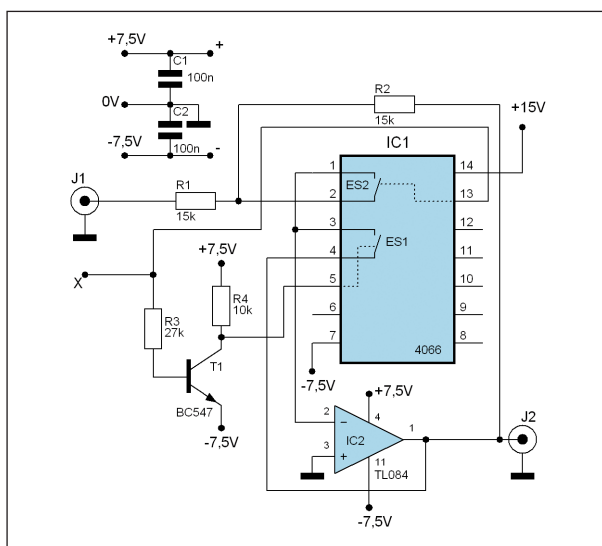 +7,5V
+
C1
100n
0V
C2
-7,5V
100n
-
R2
15k
+15V
IC1
J1
R1
15k
1
14
ES2
2
13
3
12
ES1
4
11
+7,5V
X
5
10
R4
10k
6
9
R3
27k
7
8
4066
T1
-7,5V
BC547
-7,5V
+7,5V
J2
2
−
4
1
IC2
3
+
11
TL084
-7,5V